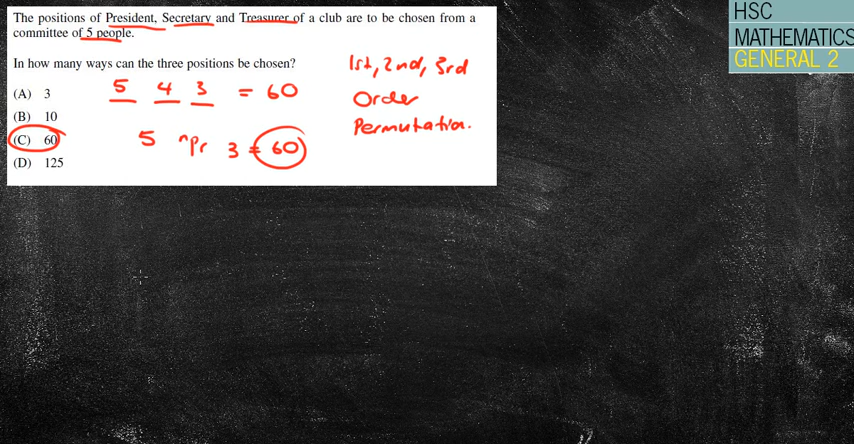 The positions of President, Secretary and Treasurer of a club are to be chosen from a
committee of 5 people.
In how many ways can the three positions be chosen?
(A) 3
(B) 10
(C) 60
(D) 125
5 4 3 = 60
5 nPr 3 = 60
1st, 2nd, 3rd
Order
Permutation.
HSC
MATHEMATICS
GENERAL 2